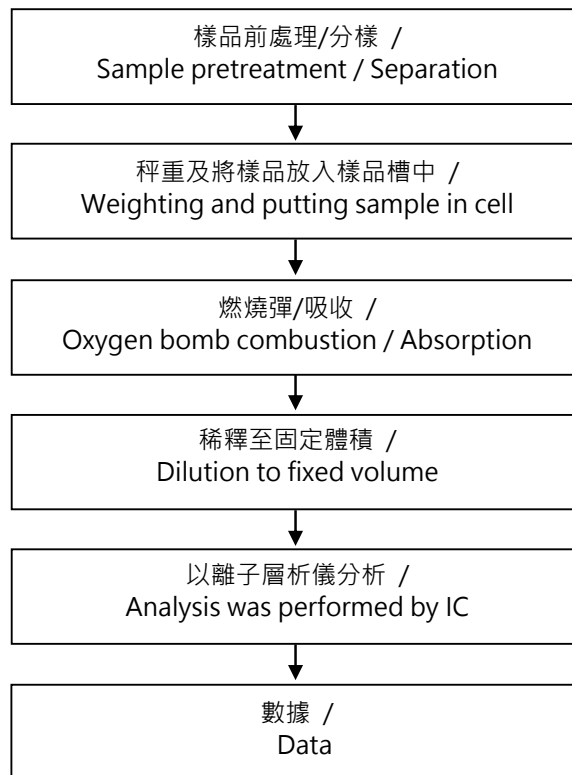 樣品前處理/分樣 /
Sample pretreatment / Separation
秤重及將樣品放入樣品槽中 /
Weighting and putting sample in cell
燃燒彈/吸收 /
Oxygen bomb combustion / Absorption
稀釋至固定體積 /
Dilution to fixed volume
以離子層析儀分析 /
Analysis was performed by IC
數據 /
Data